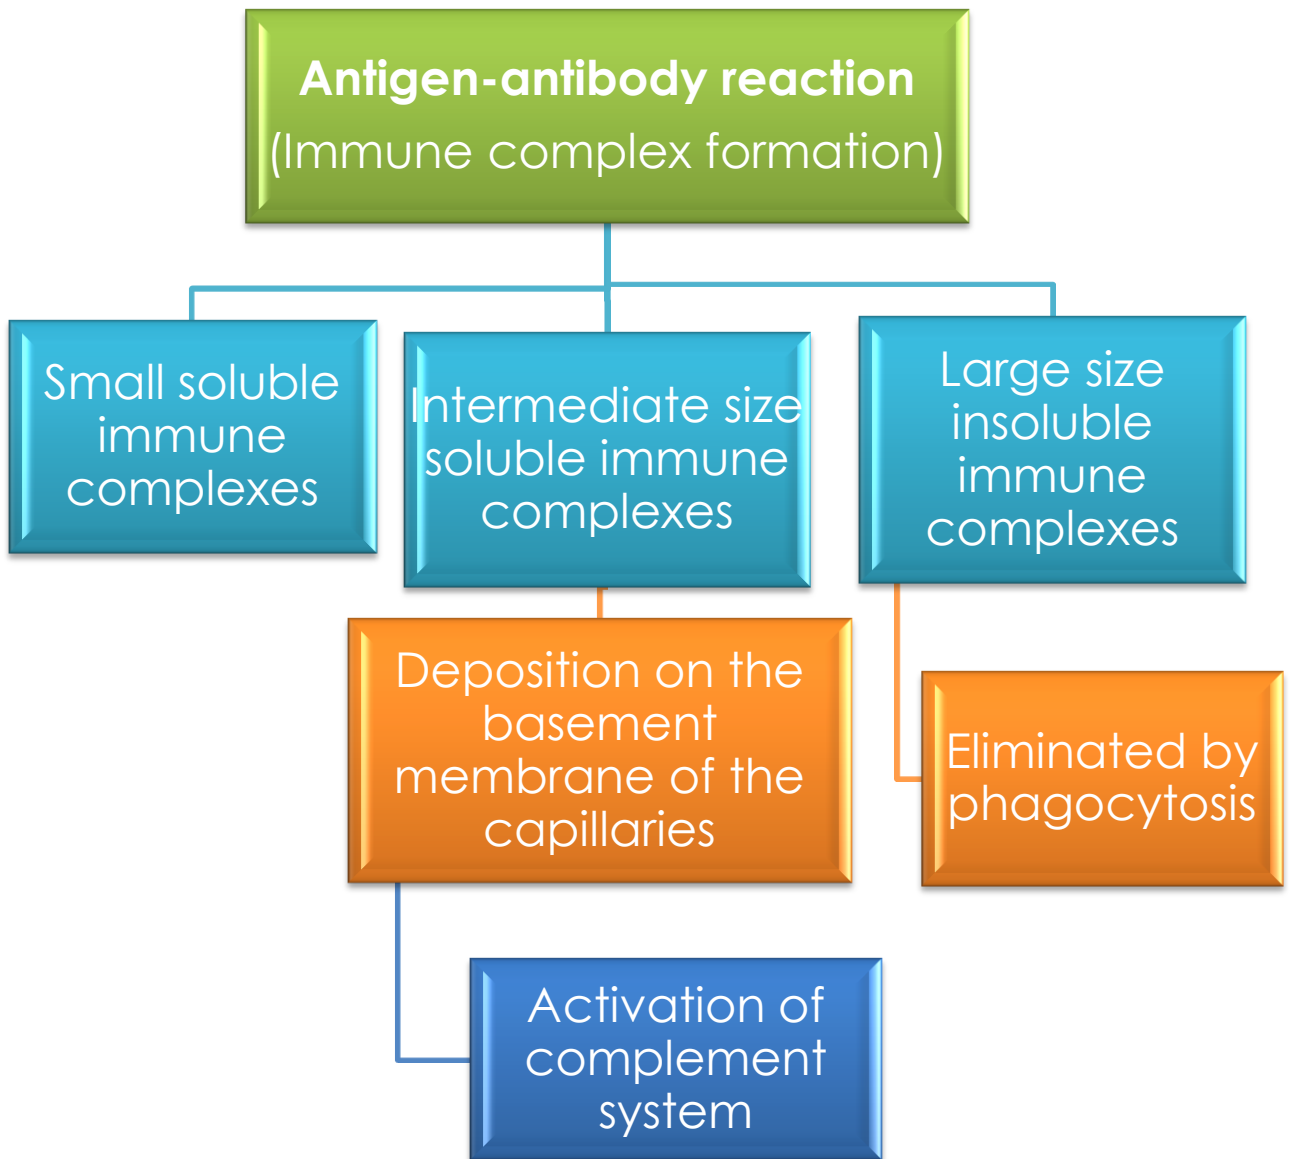 Antigen-antibody reaction
(Immune complex formation)
Small soluble
immune
complexes
Intermediate size
soluble immune
complexes
Large size
insoluble
immune
complexes
Deposition on the
basement
membrane of the
capillaries
Eliminated by
phagocytosis
Activation of
complement
system